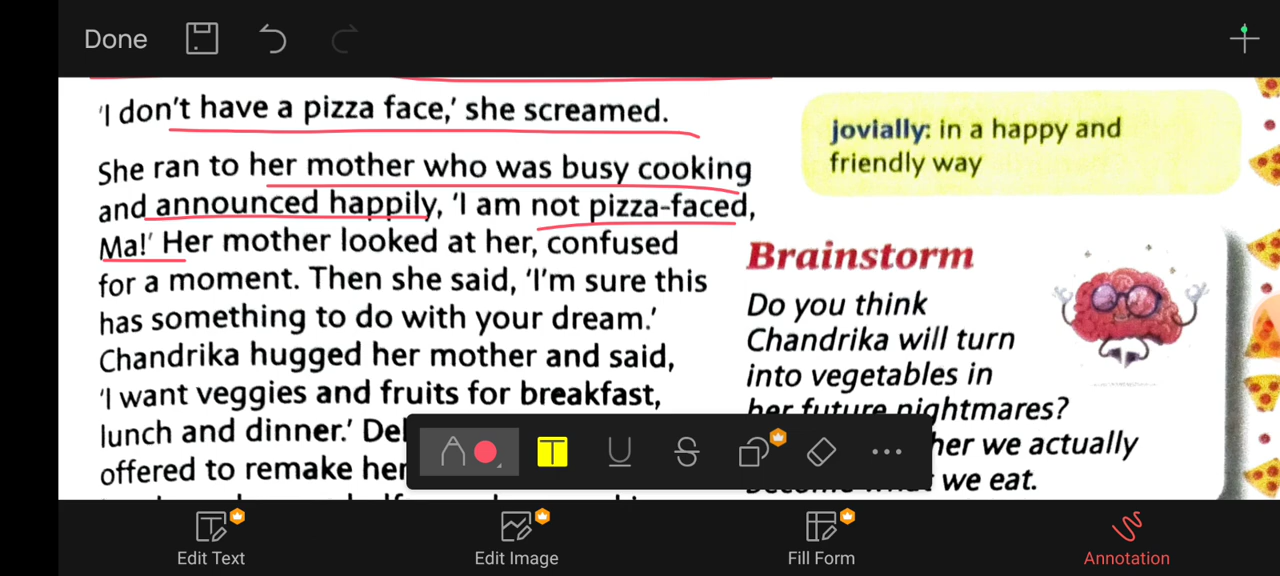 Done
'I don't have a pizza face,' she screamed.
She ran to her mother who was busy cooking
and announced happily, 'I am not pizza-faced,
Ma!' Her mother looked at her, confused
for a moment. Then she said, 'I'm sure this
has something to do with your dream.'
Chandrika hugged her mother and said,
'I want veggies and fruits for breakfast,
lunch and dinner.'
offered to remake her
jovially: in a happy and
friendly way
Brainstorm
Do you think
Chandrika will turn
into vegetables in
her future nightmares?
her we actually
we eat.
T
U
S
Edit Text
Edit Image
Fill Form
Annotation